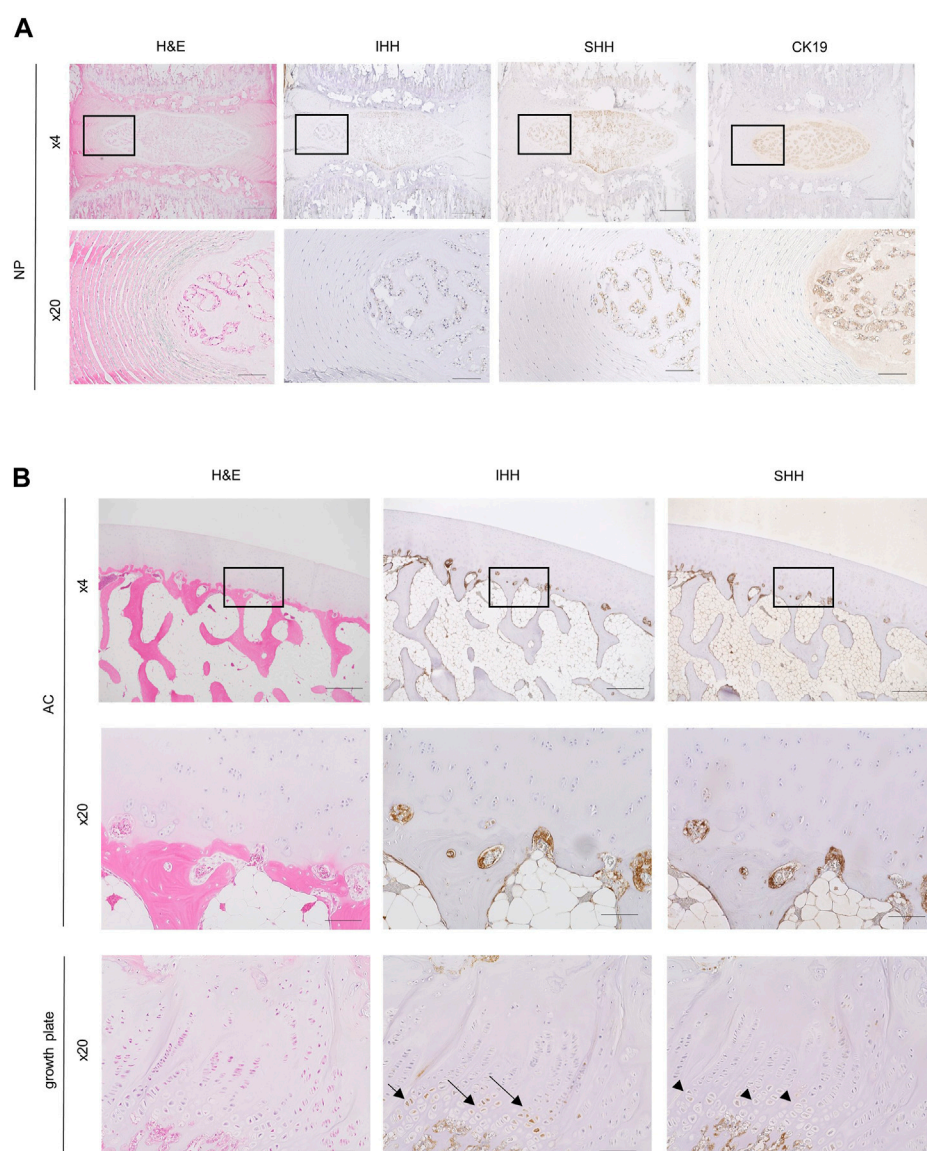 A
H&E IHH SHH CK19
x4
NP
x20
B
H&E IHH SHH
x4
AC
x20
growth plate
x20